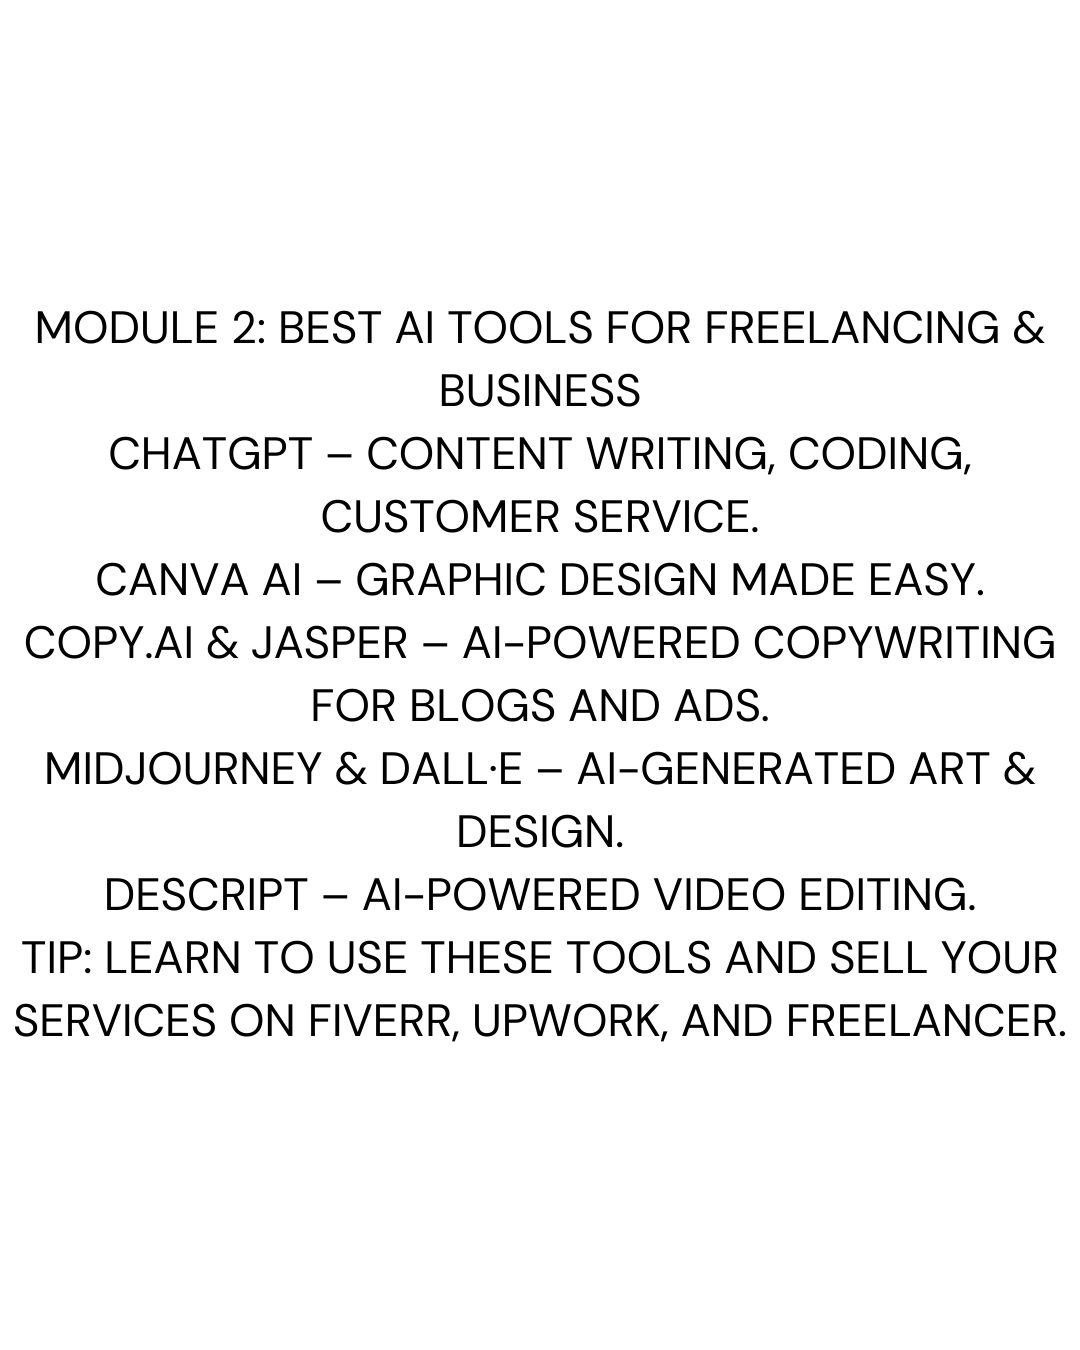 MODULE 2: BEST AI TOOLS FOR FREELANCING &
BUSINESS
CHATGPT – CONTENT WRITING, CODING,
CUSTOMER SERVICE.
CANVA AI – GRAPHIC DESIGN MADE EASY.
COPY.AI & JASPER – AI-POWERED COPYWRITING
FOR BLOGS AND ADS.
MIDJOURNEY & DALL·E – AI-GENERATED ART &
DESIGN.
DESCRIPT – AI-POWERED VIDEO EDITING.
TIP: LEARN TO USE THESE TOOLS AND SELL YOUR
SERVICES ON FIVERR, UPWORK, AND FREELANCER.